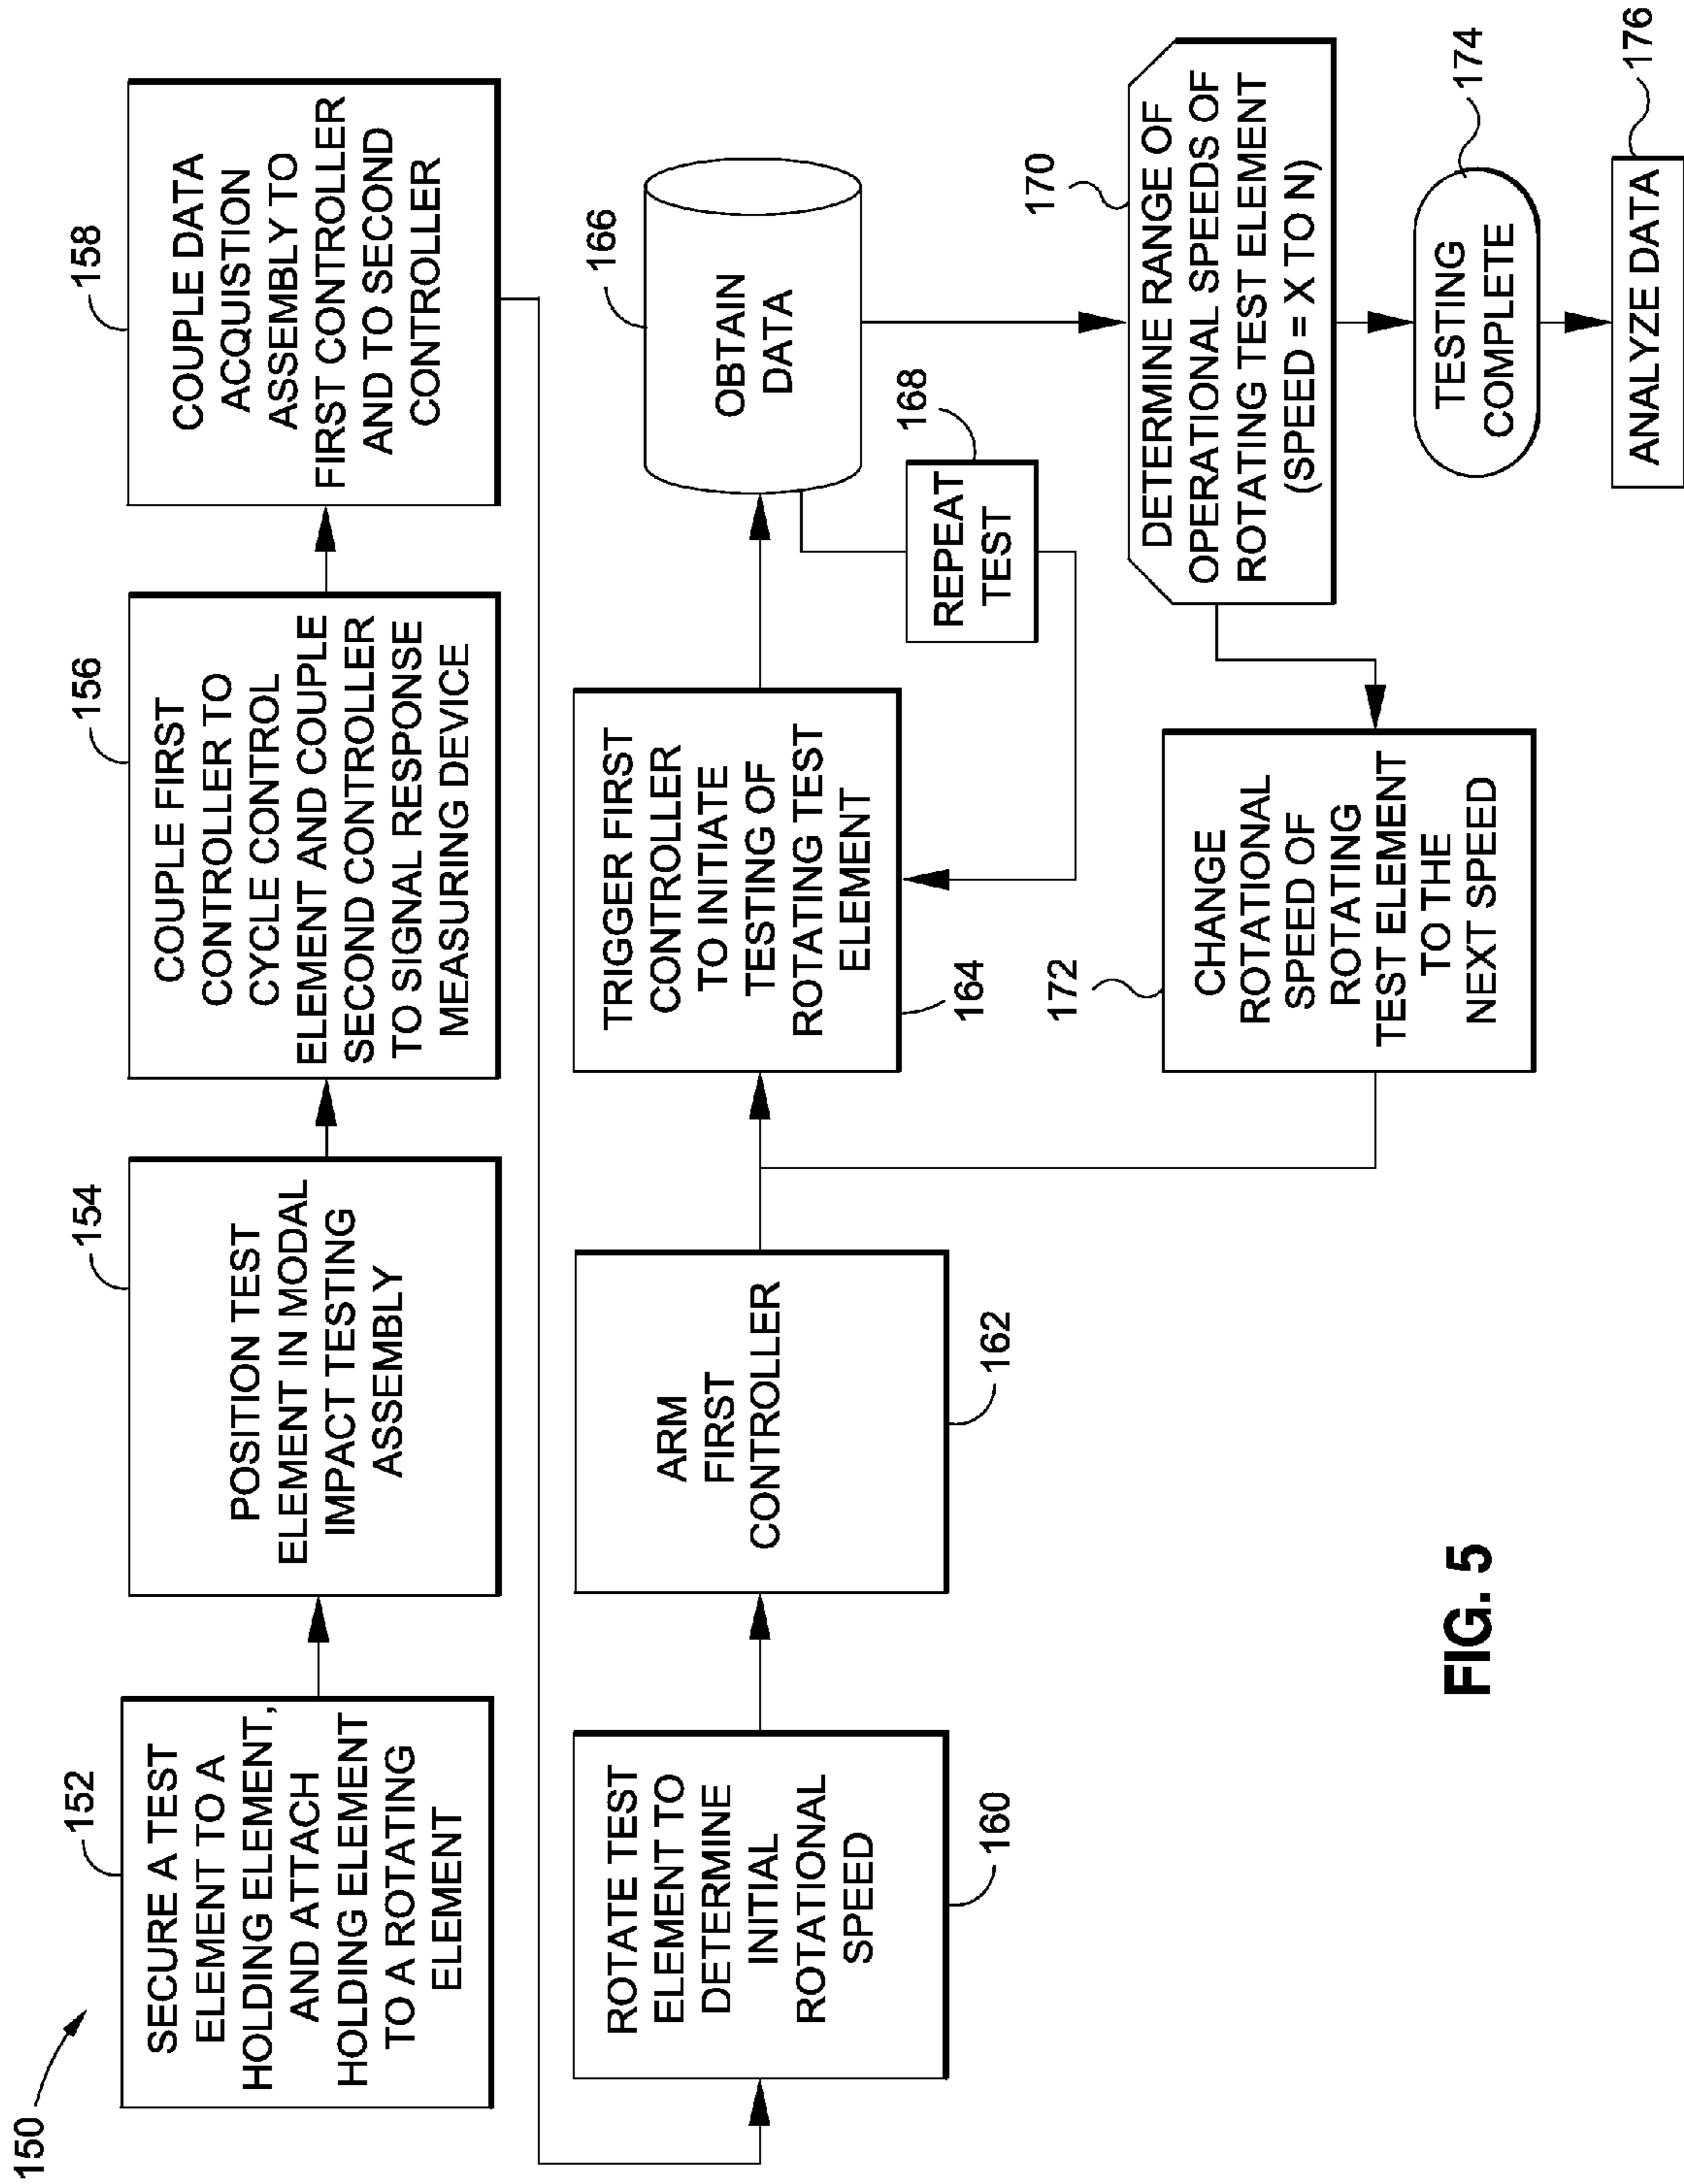 150
152
SECURE A TEST
ELEMENT TO A
HOLDING ELEMENT,
AND ATTACH
HOLDING ELEMENT
TO A ROTATING
ELEMENT
154
POSITION TEST
ELEMENT IN MODAL
IMPACT TESTING
ASSEMBLY
156
COUPLE FIRST
CONTROLLER TO
CYCLE CONTROL
ELEMENT AND COUPLE
SECOND CONTROLLER
TO SIGNAL RESPONSE
MEASURING DEVICE
158
COUPLE DATA
ACQUISTION
ASSEMBLY TO
FIRST CONTROLLER
AND TO SECOND
CONTROLLER
ROTATE TEST
ELEMENT TO
DETERMINE
INITIAL
ROTATIONAL
SPEED
160
ARM
FIRST
CONTROLLER
162
TRIGGER FIRST
CONTROLLER
TO INITIATE
TESTING OF
ROTATING TEST
ELEMENT
164
166
OBTAIN
DATA
168
REPEAT
TEST
170
DETERMINE RANGE OF
OPERATIONAL SPEEDS OF
ROTATING TEST ELEMENT
(SPEED = X TO N)
172
CHANGE
ROTATIONAL
SPEED OF
ROTATING
TEST ELEMENT
TO THE
NEXT SPEED
174
TESTING
COMPLETE
176
ANALYZE DATA
FIG. 5